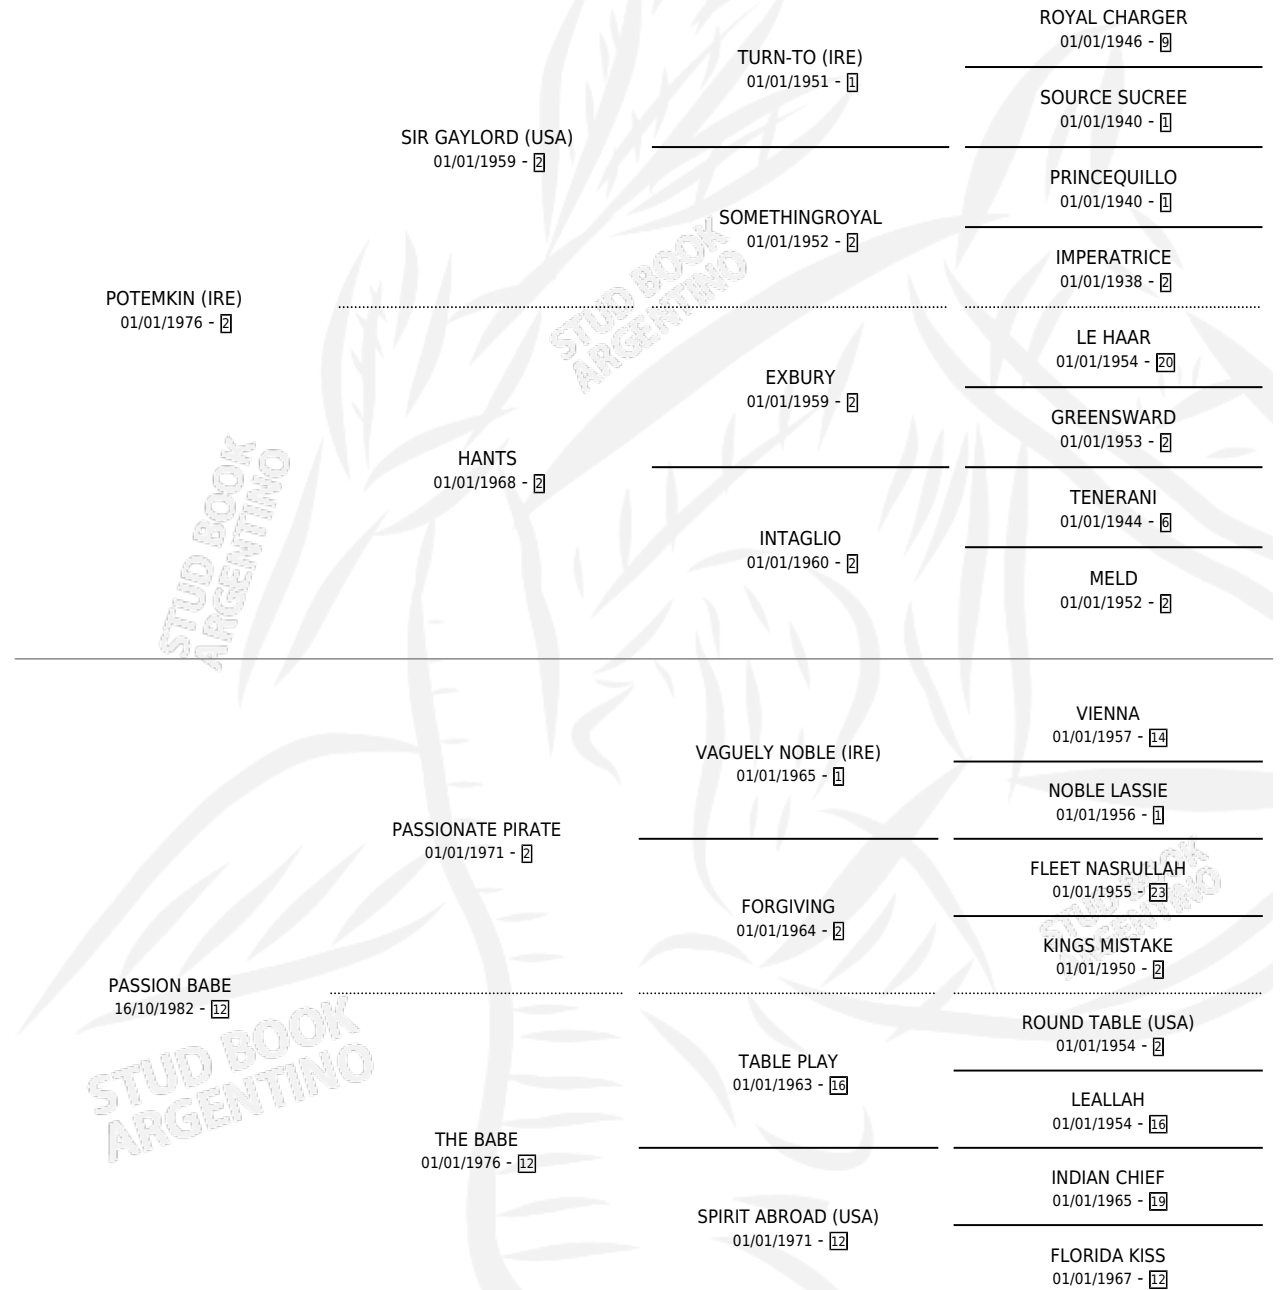 POTEMKIN (IRE)
01/01/1976 - 2
SIR GAYLORD (USA)
01/01/1959 - 2
HANTS
01/01/1968 - 2
TURN-TO (IRE)
01/01/1951 - 1
SOMETHINGROYAL
01/01/1952 - 2
EXBURY
01/01/1959 - 2
INTAGLIO
01/01/1960 - 2
ROYAL CHARGER
01/01/1946 - 9
SOURCE SUCREE
01/01/1940 - 1
PRINCEQUILLO
01/01/1940 - 1
IMPERATRICE
01/01/1938 - 2
LE HAAR
01/01/1954 - 20
GREENSWARD
01/01/1953 - 2
TENERANI
01/01/1944 - 6
MELD
01/01/1952 - 2
PASSION BABE
16/10/1982 - 12
PASSIONATE PIRATE
01/01/1971 - 2
THE BABE
01/01/1976 - 12
VAGUELY NOBLE (IRE)
01/01/1965 - 1
FORGIVING
01/01/1964 - 2
TABLE PLAY
01/01/1963 - 16
SPIRIT ABROAD (USA)
01/01/1971 - 12
VIENNA
01/01/1957 - 14
NOBLE LASSIE
01/01/1956 - 1
FLEET NASRULLAH
01/01/1955 - 23
KINGS MISTAKE
01/01/1950 - 2
ROUND TABLE (USA)
01/01/1954 - 2
LEALLAH
01/01/1954 - 16
INDIAN CHIEF
01/01/1965 - 19
FLORIDA KISS
01/01/1967 - 12
STUD BOOK
ARGENTINO
STUD BOOK
ARGENTINO
STUD BOOK
ARGENTINO
STUD BOOK
ARGENTINO